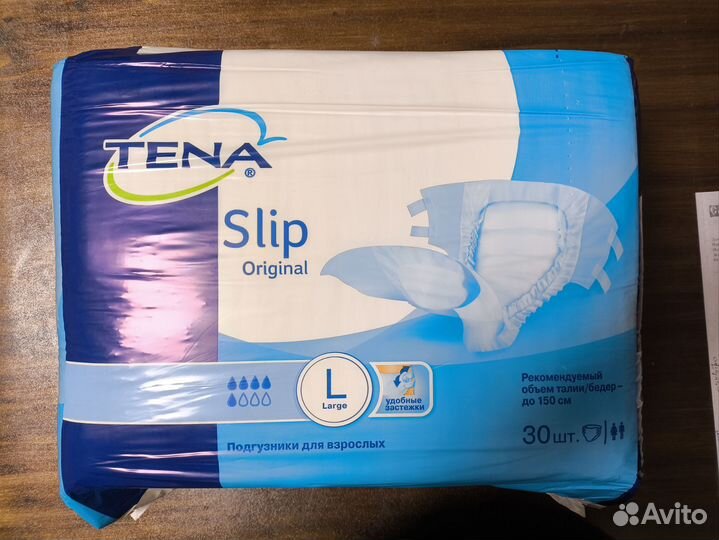 TENA®
Slip
Original
L
Large
удобные
застежки
Рекомендуемый
объем талии/бедер –
до 150 см
30 шт.
Подгузники для взрослых
Avito